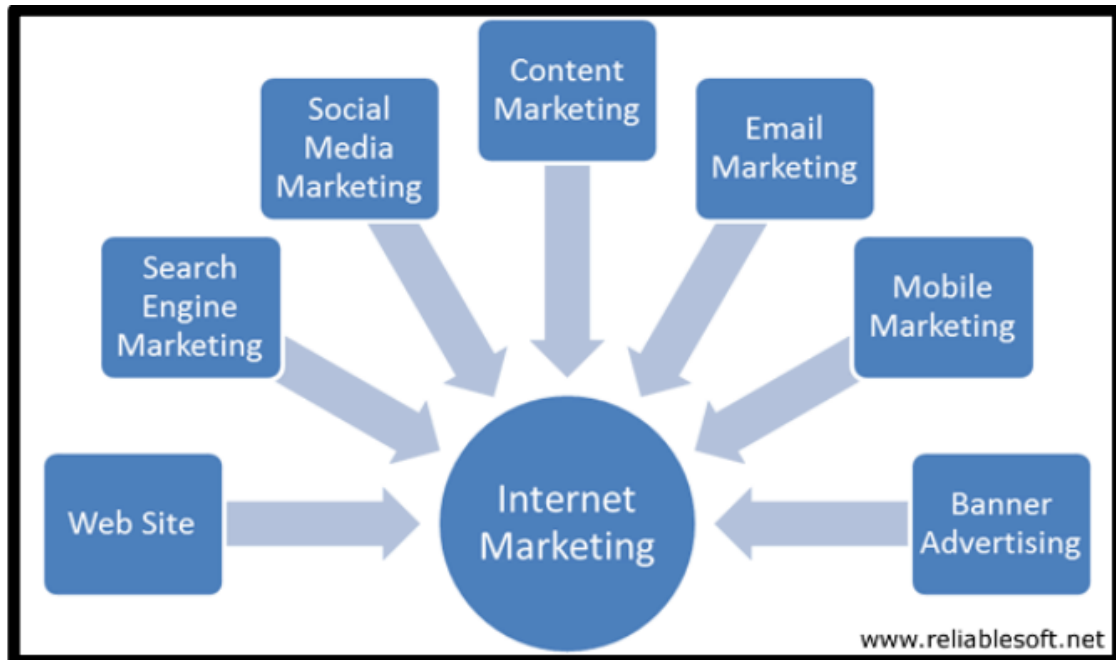 Content
Marketing
Social
Media
Marketing
Email
Marketing
Search
Engine
Marketing
Mobile
Marketing
Web Site
Internet
Marketing
Banner
Advertising
www.reliablesoft.net